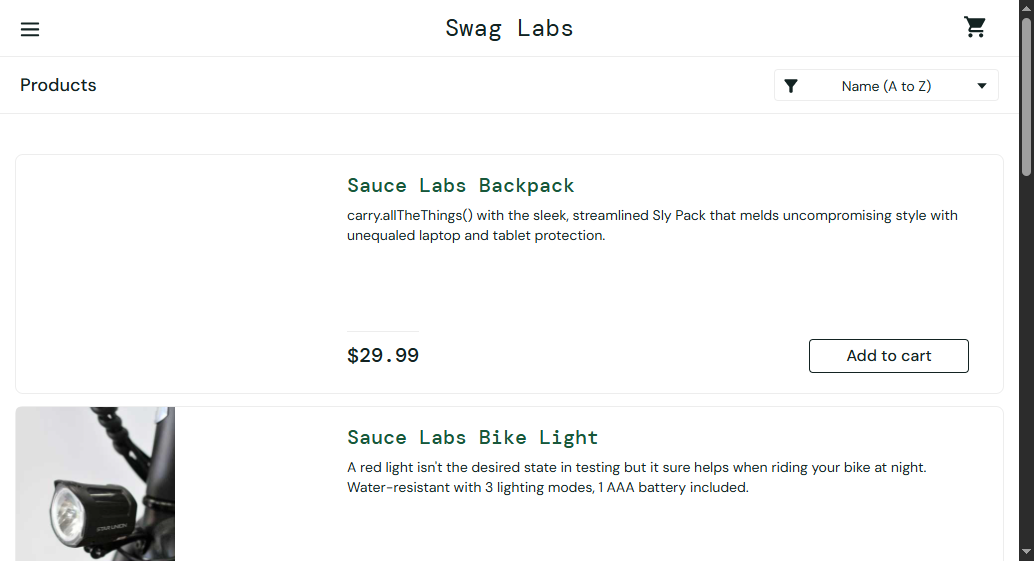 Swag Labs
Products
Name (A to Z)
Sauce Labs Backpack
carry.allTheThings() with the sleek, streamlined Sly Pack that melds uncompromising style with
unequaled laptop and tablet protection.
$29.99
Add to cart
Sauce Labs Bike Light
A red light isn't the desired state in testing but it sure helps when riding your bike at night.
Water-resistant with 3 lighting modes, 1 AAA battery included.